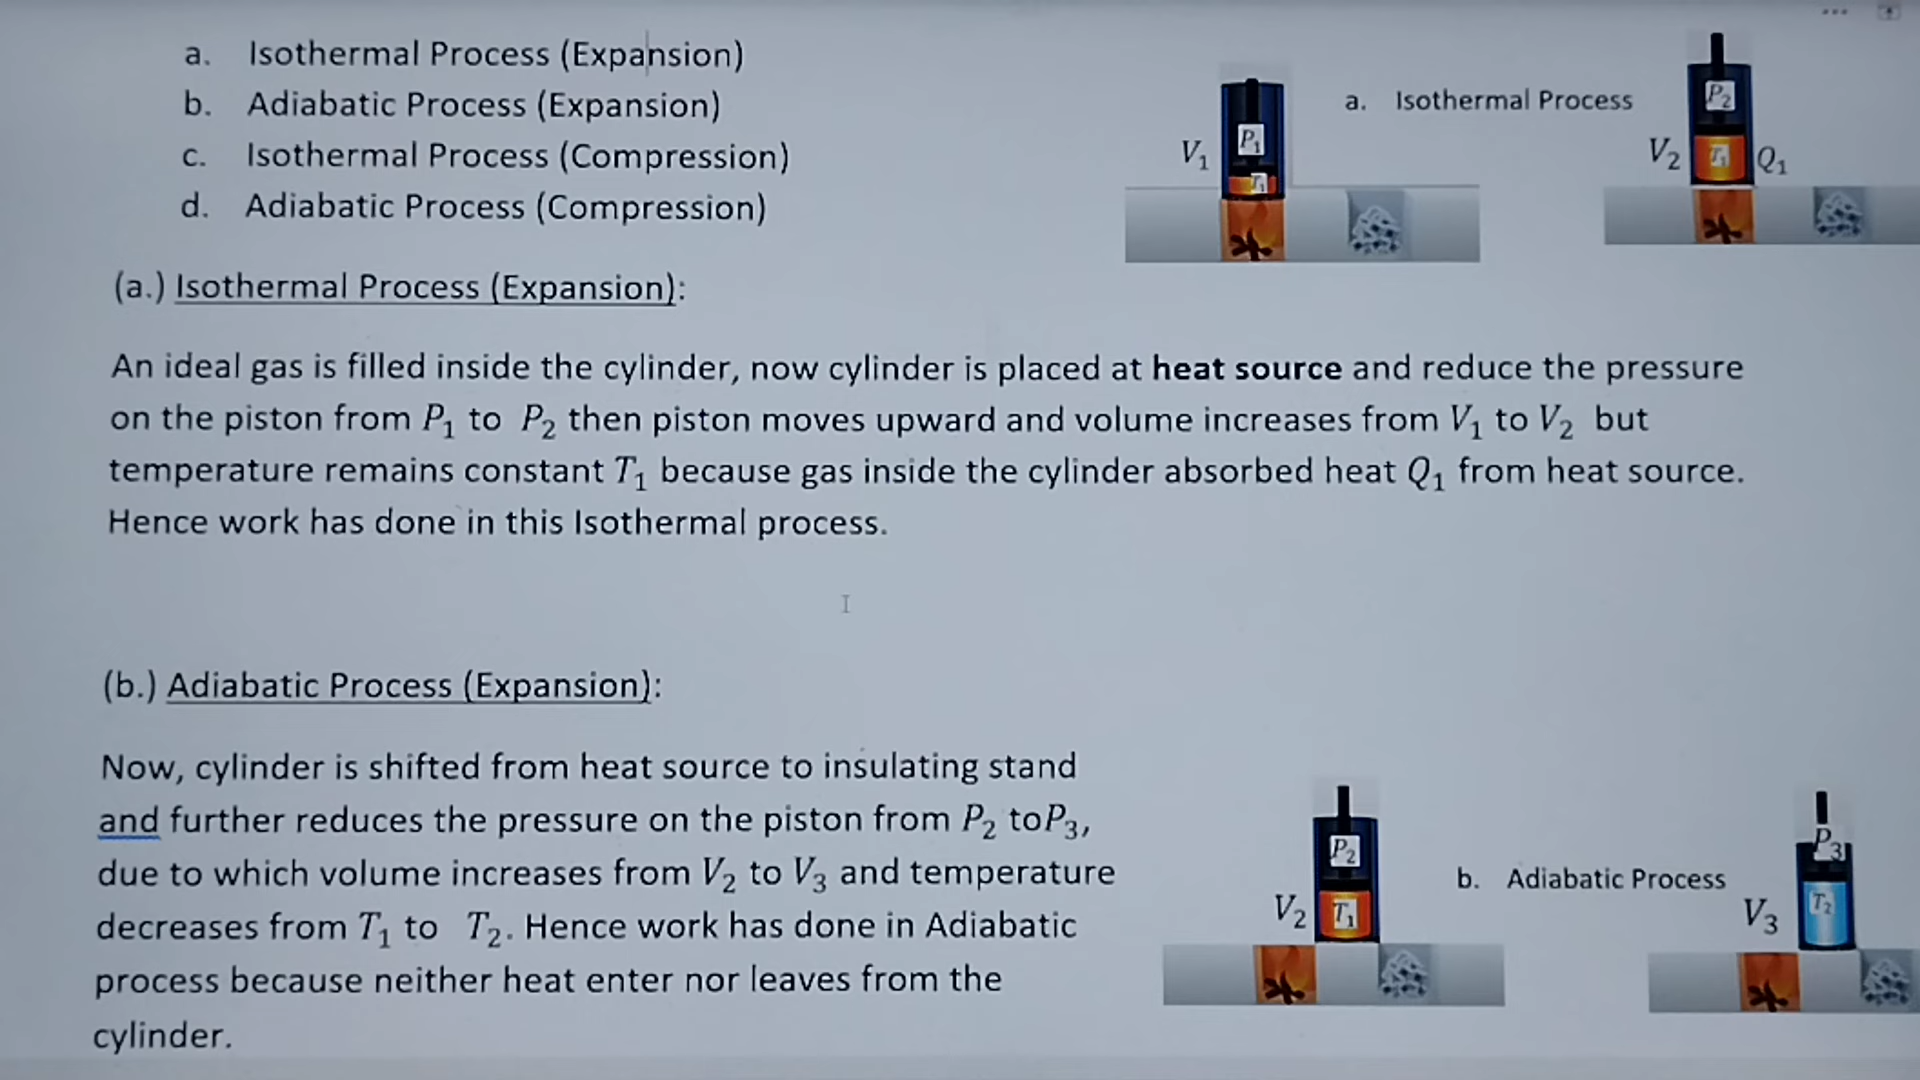 a. Isothermal Process (Expansion)
b. Adiabatic Process (Expansion)
c. Isothermal Process (Compression)
d. Adiabatic Process (Compression)
V₁ P₁ T₁
a. Isothermal Process
V₂ P₂ T₁ Q₁
(a.) Isothermal Process (Expansion):
An ideal gas is filled inside the cylinder, now cylinder is placed at heat source and reduce the pressure
on the piston from P₁ to P₂ then piston moves upward and volume increases from V₁ to V₂ but
temperature remains constant T₁ because gas inside the cylinder absorbed heat Q₁ from heat source.
Hence work has done in this Isothermal process.
(b.) Adiabatic Process (Expansion):
Now, cylinder is shifted from heat source to insulating stand
and further reduces the pressure on the piston from P₂ toP₃,
due to which volume increases from V₂ to V₃ and temperature
decreases from T₁ to T₂. Hence work has done in Adiabatic
process because neither heat enter nor leaves from the
cylinder.
V₂ P₂ T₁
b. Adiabatic Process
V₃ P₃ T₂